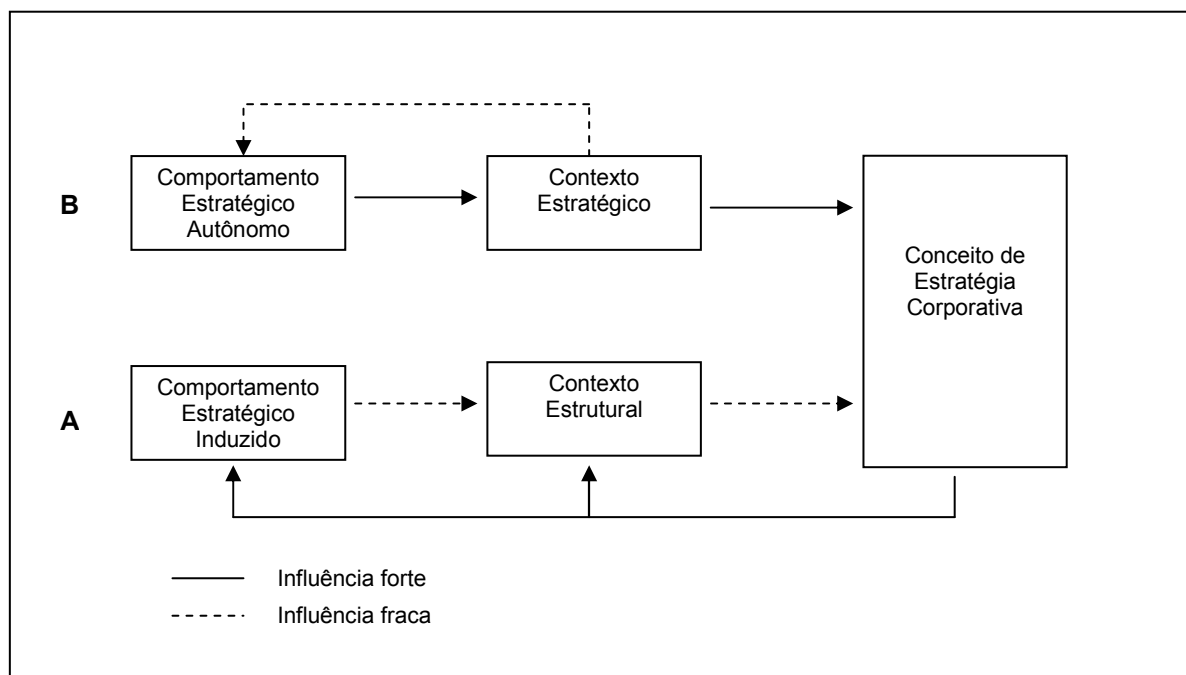 B
Comportamento
Estratégico
Autônomo
Contexto
Estratégico
Conceito de
Estratégia
Corporativa
A
Comportamento
Estratégico
Induzido
Contexto
Estrutural
Influência forte
Influência fraca